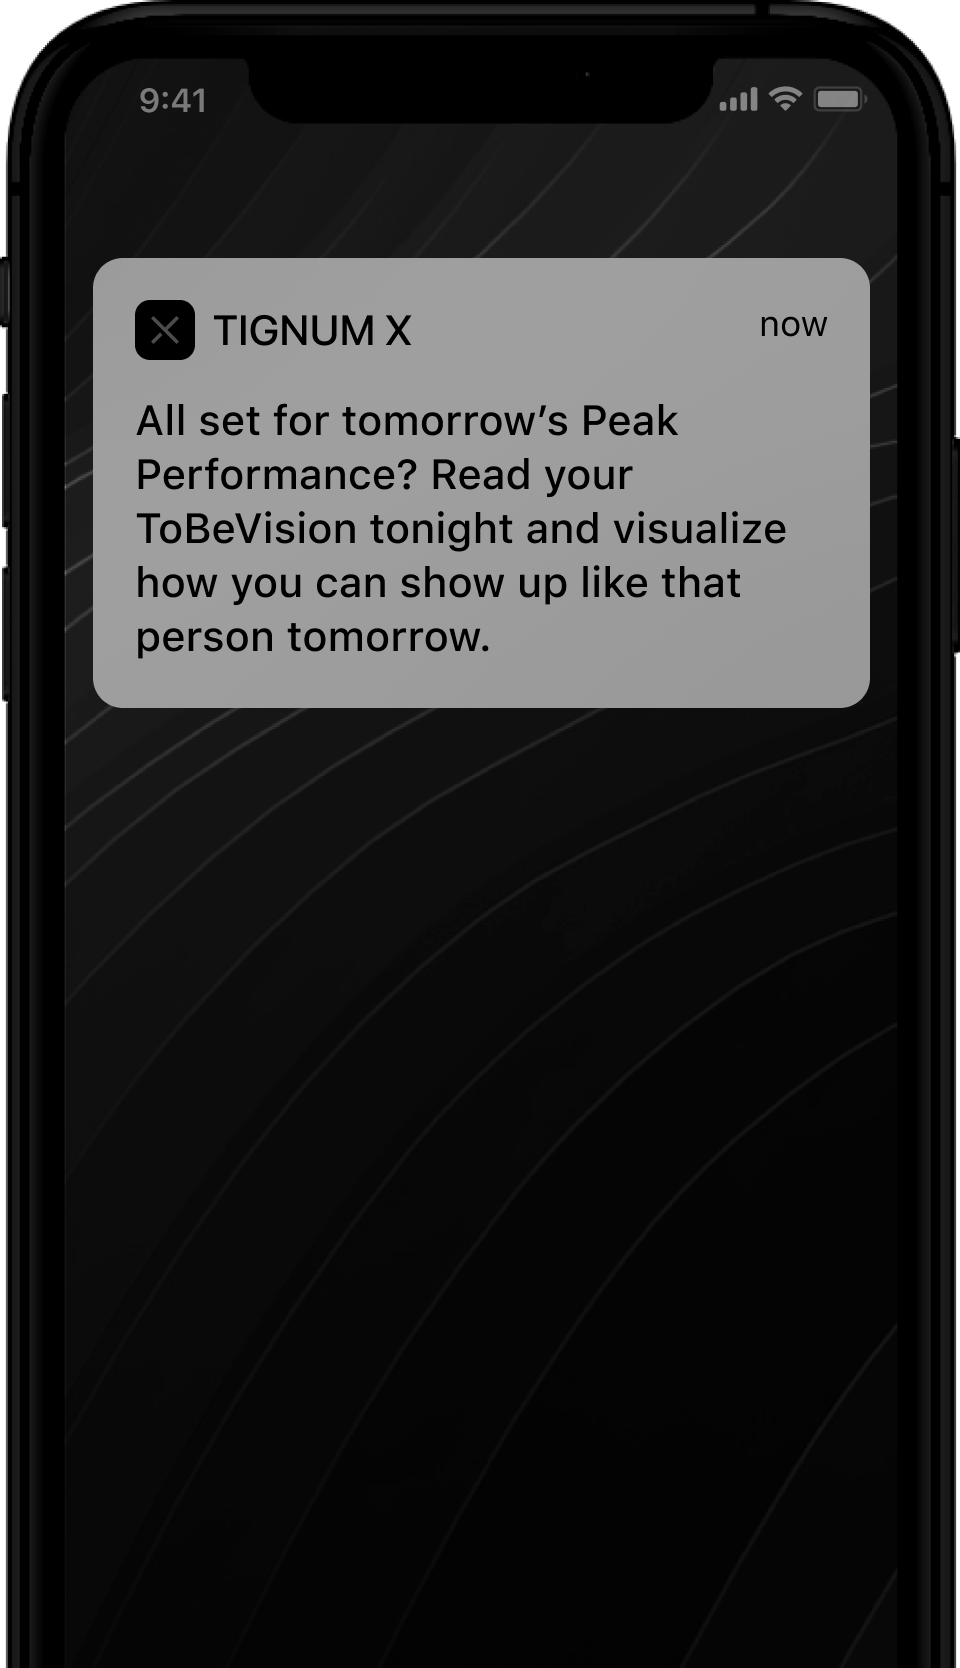 9:41
TIGNUM X
now
All set for tomorrow’s Peak
Performance? Read your
ToBeVision tonight and visualize
how you can show up like that
person tomorrow.